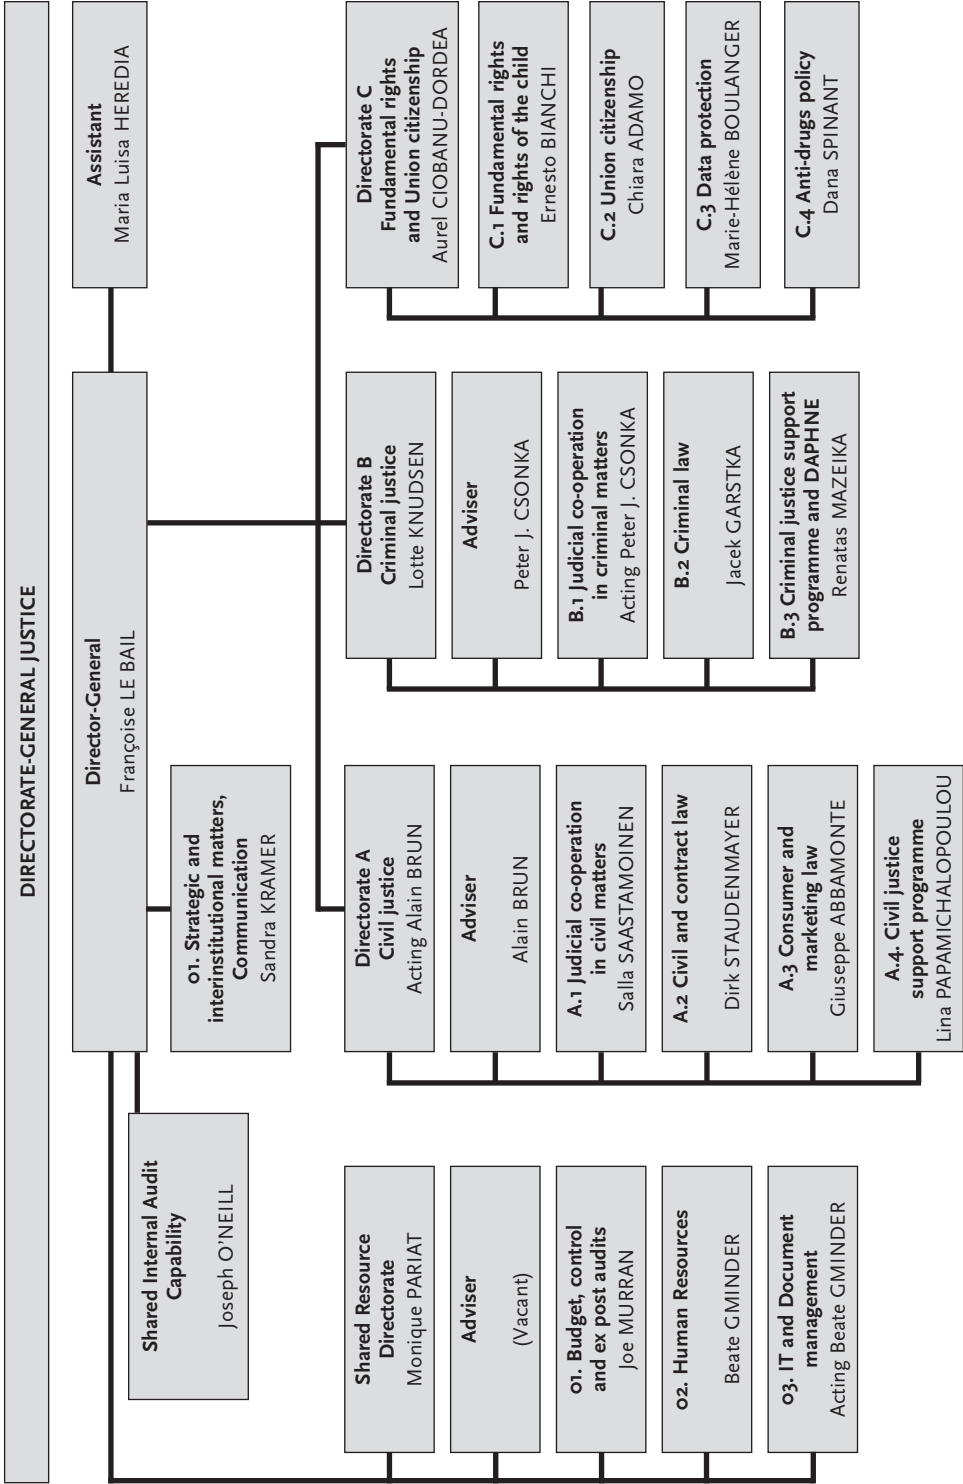 DIRECTORATE-GENERAL JUSTICE
Director-General
Françoise LE BAIL
Assistant
Maria Luisa HEREDIA
Shared Internal Audit
Capability
Joseph O'NEILL
01. Strategic and
interinstitutional matters,
Communication
Sandra KRAMER
Shared Resource
Directorate
Monique PARIAT
Adviser
(Vacant)
01. Budget, control
and ex post audits
Joe MURRAN
02. Human Resources
Beate GMINDER
03. IT and Document
management
Acting Beate GMINDER
Directorate A
Civil justice
Acting Alain BRUN
Adviser
Alain BRUN
A.1 Judicial co-operation
in civil matters
Salla SAASTAMOINEN
A.2 Civil and contract law
Dirk STAUDENMAYER
A.3 Consumer and
marketing law
Giuseppe ABBAMONTE
A.4. Civil justice
support programme
Lina PAPAMICHALOPOULOU
Directorate B
Criminal justice
Lotte KNUDSEN
Adviser
Peter J. CSONKA
B.1 Judicial co-operation
in criminal matters
Acting Peter J. CSONKA
B.2 Criminal law
Jacek GARSTKA
B.3 Criminal justice support
programme and DAPHNE
Renatas MAZEIKA
Directorate C
Fundamental rights
and Union citizenship
Aurel CIOBANU-DORDEA
C.1 Fundamental rights
and rights of the child
Ernesto BIANCHI
C.2 Union citizenship
Chiara ADAMO
C.3 Data protection
Marie-Hélène BOULANGER
C.4 Anti-drugs policy
Dana SPINANT